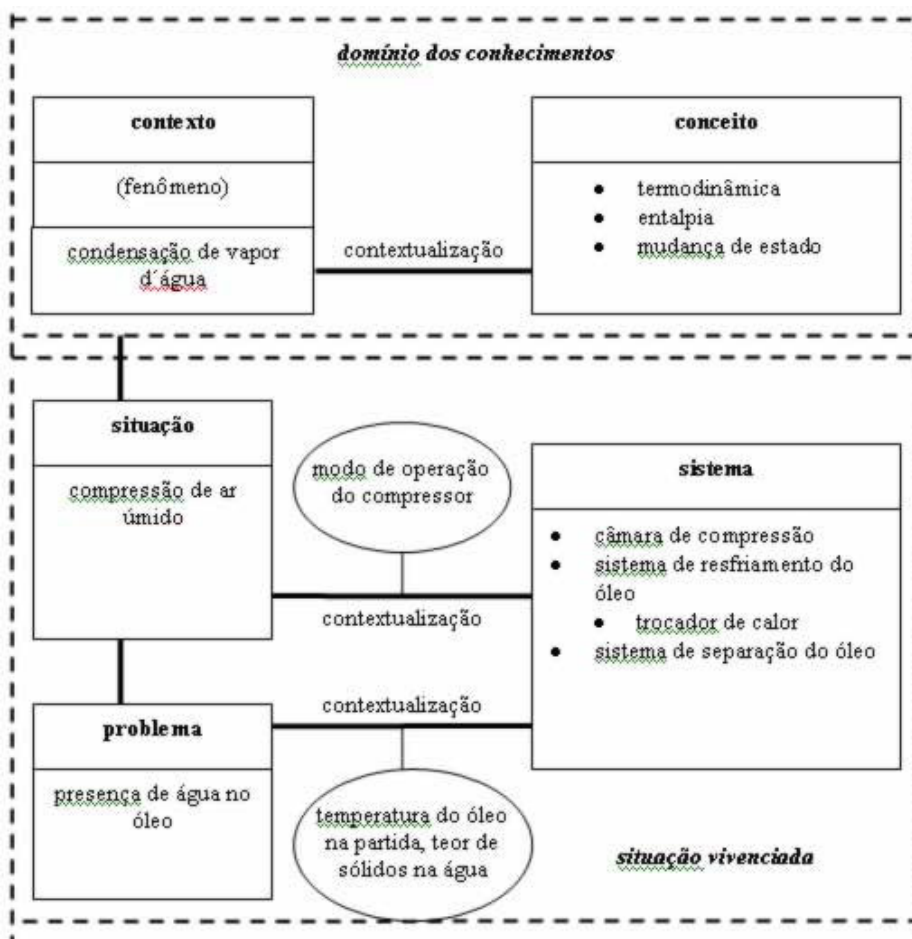 domínio dos conhecimentos
contexto
(fenômeno)
condensação de vapor
d´água
contextualização
conceito
• termodinâmica
• entalpia
• mudança de estado
situação
compressão de ar
úmido
modo de operação
do compressor
contextualização
sistema
• câmara de compressão
• sistema de resfriamento do
óleo
• trocador de calor
• sistema de separação do óleo
problema
presença de água no
óleo
contextualização
temperatura do óleo
na partida, teor de
sólidos na água
situação vivenciada